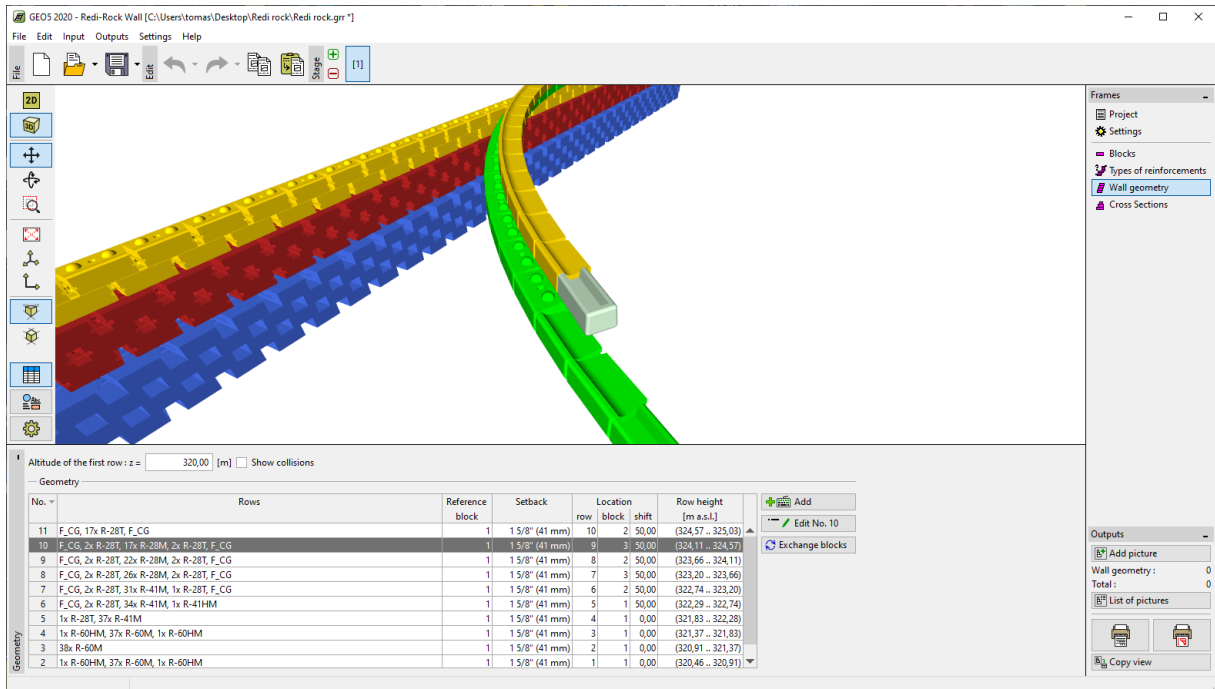 GEO5 2020 - Redi-Rock Wall [C:\Users\tomas\Desktop\Redi rock\Redi rock.grr *]
File Edit Input Outputs Settings Help
File
Edit
Stage
[1]
2D
3D
Frames
Project
Settings
Blocks
Types of reinforcements
Wall geometry
Cross Sections
Altitude of the first row : z = 320,00 [m] Show collisions
Geometry
No. Rows Reference block Setback Location row block shift Row height [m a.s.l.]
11 F_CG, 17x R-28T, F_CG 1 1 5/8" (41 mm) 10 2 50,00 (324,57 .. 325,03)
10 F_CG, 2x R-28T, 17x R-28M, 2x R-28T, F_CG 1 1 5/8" (41 mm) 9 3 50,00 (324,11 .. 324,57)
9 F_CG, 2x R-28T, 22x R-28M, 2x R-28T, F_CG 1 1 5/8" (41 mm) 8 2 50,00 (323,66 .. 324,11)
8 F_CG, 2x R-28T, 26x R-28M, 2x R-28T, F_CG 1 1 5/8" (41 mm) 7 3 50,00 (323,20 .. 323,66)
7 F_CG, 2x R-28T, 31x R-41M, 1x R-28T, F_CG 1 1 5/8" (41 mm) 6 2 50,00 (322,74 .. 323,20)
6 F_CG, 2x R-28T, 34x R-41M, 1x R-41HM 1 1 5/8" (41 mm) 5 1 50,00 (322,29 .. 322,74)
5 1x R-28T, 37x R-41M 1 1 5/8" (41 mm) 4 1 0,00 (321,83 .. 322,28)
4 1x R-60HM, 37x R-60M, 1x R-60HM 1 1 5/8" (41 mm) 3 1 0,00 (321,37 .. 321,83)
3 38x R-60M 1 1 5/8" (41 mm) 2 1 0,00 (320,91 .. 321,37)
2 1x R-60HM, 37x R-60M, 1x R-60HM 1 1 5/8" (41 mm) 1 1 0,00 (320,46 .. 320,91)
Add
Edit No. 10
Exchange blocks
Geometry
Outputs
Add picture
Wall geometry : 0
Total : 0
List of pictures
Copy view